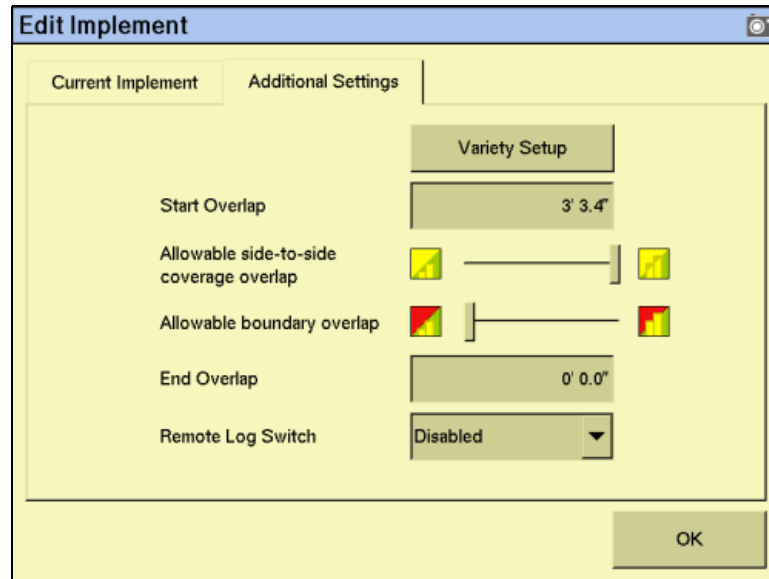 Edit Implement
Current Implement
Additional Settings
Variety Setup
Start Overlap
3' 3.4"
Allowable side-to-side
coverage overlap
Allowable boundary overlap
End Overlap
0' 0.0"
Remote Log Switch
Disabled
OK